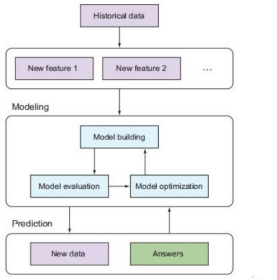 Historical data
New feature 1
New feature 2
...
Modeling
Model building
Model evaluation
Model optimization
Prediction
New data
Answers